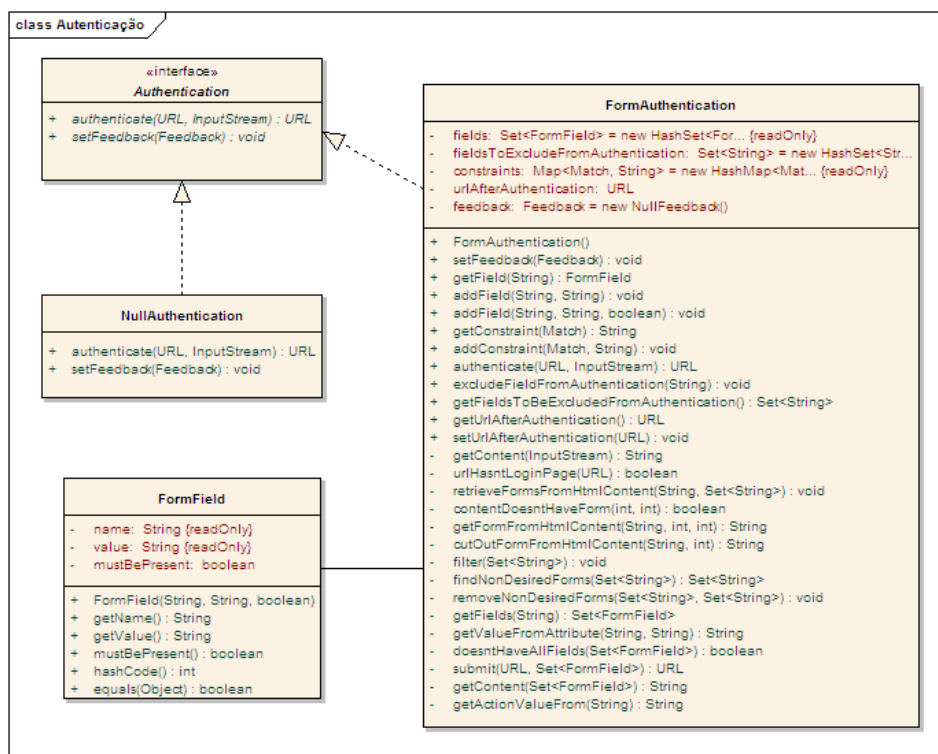 class Autenticação
«interface»
Authentication
+ authenticate(URL, InputStream) : URL
+ setFeedback(Feedback) : void
NullAuthentication
+ authenticate(URL, InputStream) : URL
+ setFeedback(Feedback) : void
FormField
- name: String {readOnly}
- value: String {readOnly}
- mustBePresent: boolean
+ FormField(String, String, boolean)
+ getName() : String
+ getValue() : String
+ mustBePresent() : boolean
+ hashCode() : int
+ equals(Object) : boolean
FormAuthentication
- fields: Set<FormField> = new HashSet<For... {readOnly}
- fieldsToExcludeFromAuthentication: Set<String> = new HashSet<Str...
- constraints: Map<Match, String> = new HashMap<Mat... {readOnly}
- urlAfterAuthentication: URL
- feedback: Feedback = new NullFeedback()
+ FormAuthentication()
+ setFeedback(Feedback) : void
+ getField(String) : FormField
+ addField(String, String) : void
+ addField(String, String, boolean) : void
+ getConstraint(Match) : String
+ addConstraint(Match, String) : void
+ authenticate(URL, InputStream) : URL
+ excludeFieldFromAuthentication(String) : void
+ getFieldsToBeExcludedFromAuthentication() : Set<String>
+ getUrlAfterAuthentication() : URL
+ setUrlAfterAuthentication(URL) : void
- getContent(InputStream) : String
- urlHasntLoginPage(URL) : boolean
- retrieveFormsFromHtmlContent(String, Set<String>) : void
- contentDoesntHaveForm(int, int) : boolean
- getFormFromHtmlContent(String, int, int) : String
- cutOutFormFromHtmlContent(String, int) : String
- filter(Set<String>) : void
- findNonDesiredForms(Set<String>) : Set<String>
- removeNonDesiredForms(Set<String>, Set<String>) : void
- getFields(String) : Set<FormField>
- getValueFromAttribute(String, String) : String
- doesntHaveAllFields(Set<FormField>) : boolean
- submit(URL, Set<FormField>) : URL
- getContent(Set<FormField>) : String
- getActionValueFrom(String) : String